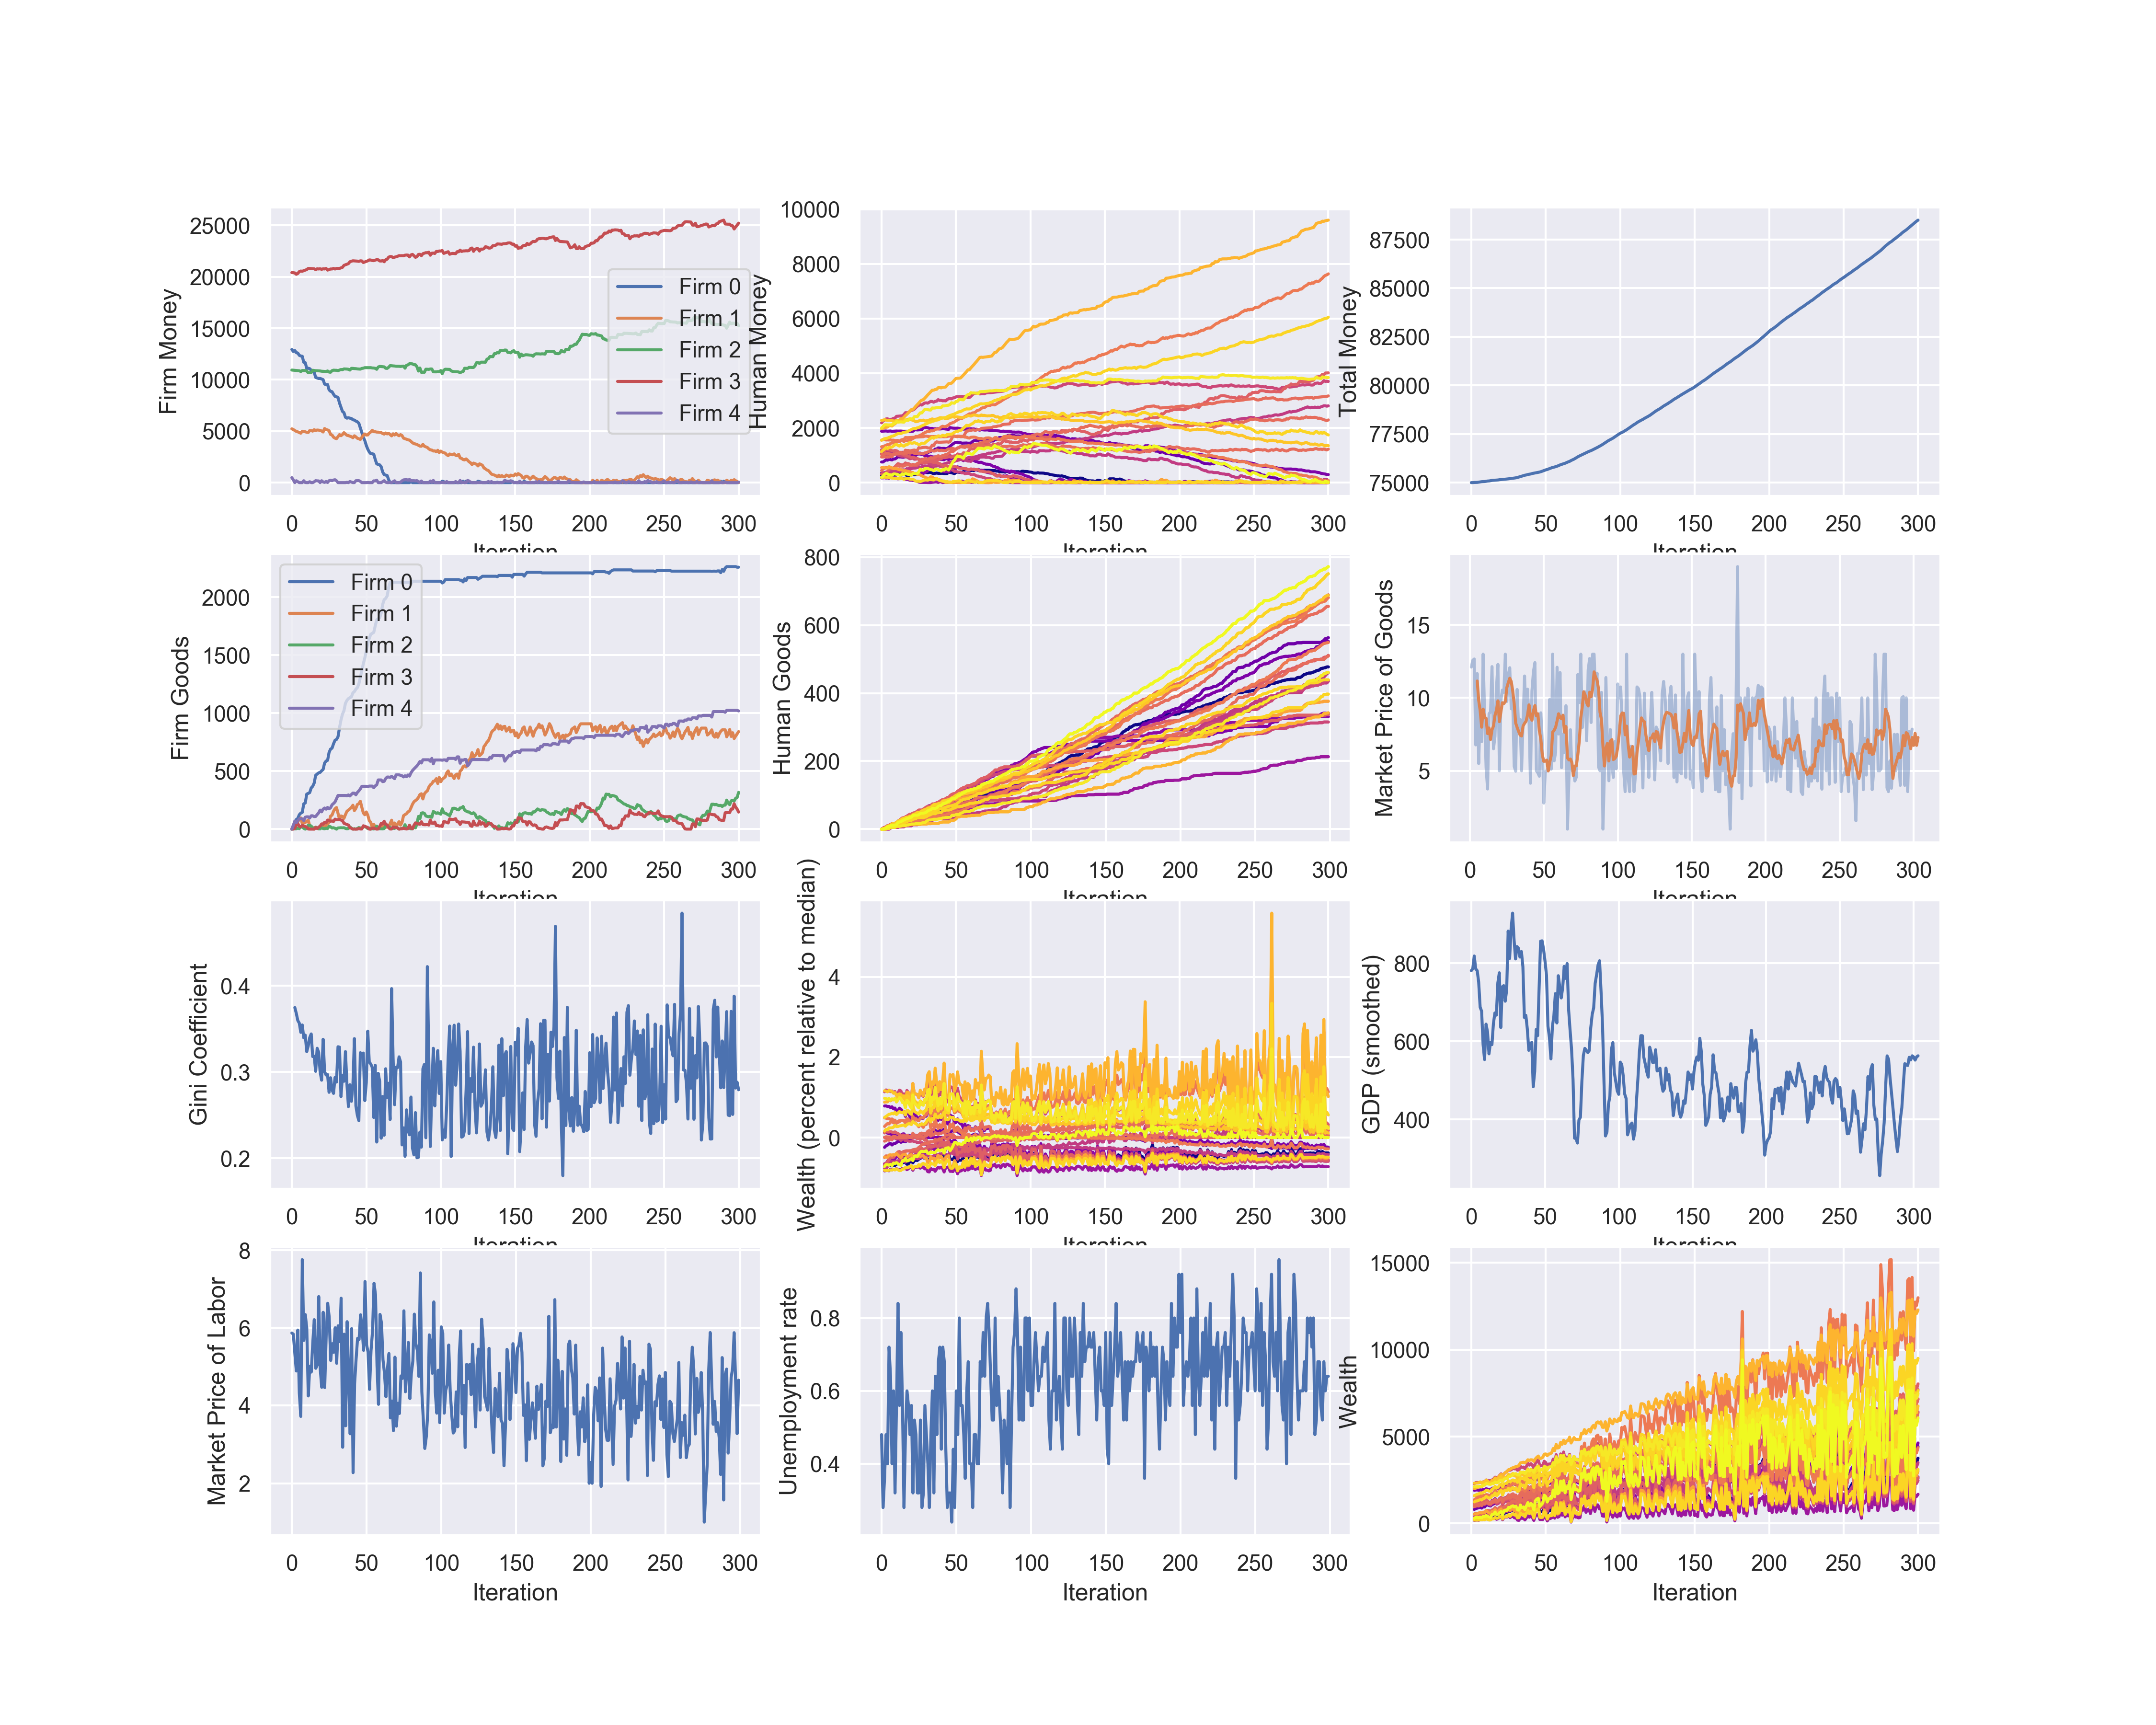 Firm Money
25000
20000
15000
10000
5000
0
0 50 100 150 200 250 300
Iteration
Firm 0
Firm 1
Firm 2
Firm 3
Firm 4
Human Money
10000
8000
6000
4000
2000
0
0 50 100 150 200 250 300
Iteration
Total Money
87500
85000
82500
80000
77500
75000
0 50 100 150 200 250 300
Iteration
Firm Goods
2000
1500
1000
500
0
0 50 100 150 200 250 300
Iteration
Firm 0
Firm 1
Firm 2
Firm 3
Firm 4
Human Goods
800
600
400
200
0
0 50 100 150 200 250 300
Iteration
Market Price of Goods
15
10
5
0 50 100 150 200 250 300
Iteration
Gini Coefficient
0.4
0.3
0.2
0 50 100 150 200 250 300
Iteration
Wealth (percent relative to median)
4
2
0
0 50 100 150 200 250 300
Iteration
GDP (smoothed)
800
600
400
0 50 100 150 200 250 300
Iteration
Market Price of Labor
8
6
4
2
0 50 100 150 200 250 300
Iteration
Unemployment rate
0.8
0.6
0.4
0 50 100 150 200 250 300
Iteration
Wealth
15000
10000
5000
0
0 50 100 150 200 250 300
Iteration